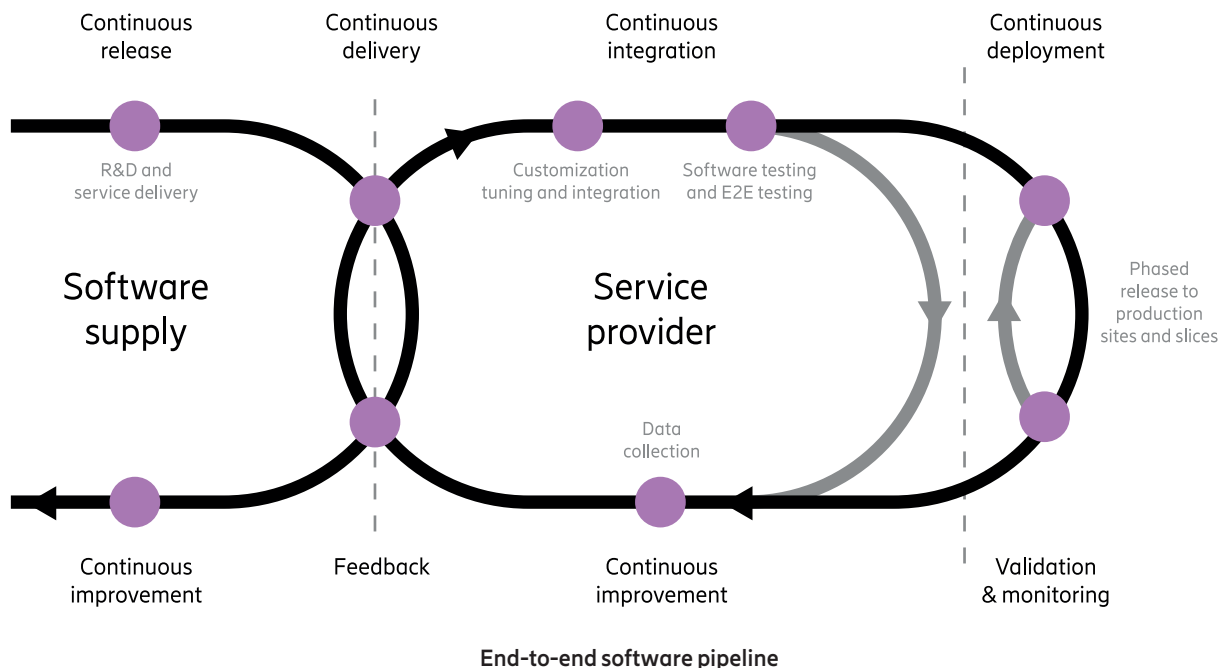 Continuous
release
Continuous
delivery
Continuous
integration
Continuous
deployment
R&D and
service delivery
Customization
tuning and integration
Software testing
and E2E testing
Software
supply
Service
provider
Phased
release to
production
sites and slices
Data
collection
Continuous
improvement
Feedback
Continuous
improvement
Validation
& monitoring
End-to-end software pipeline